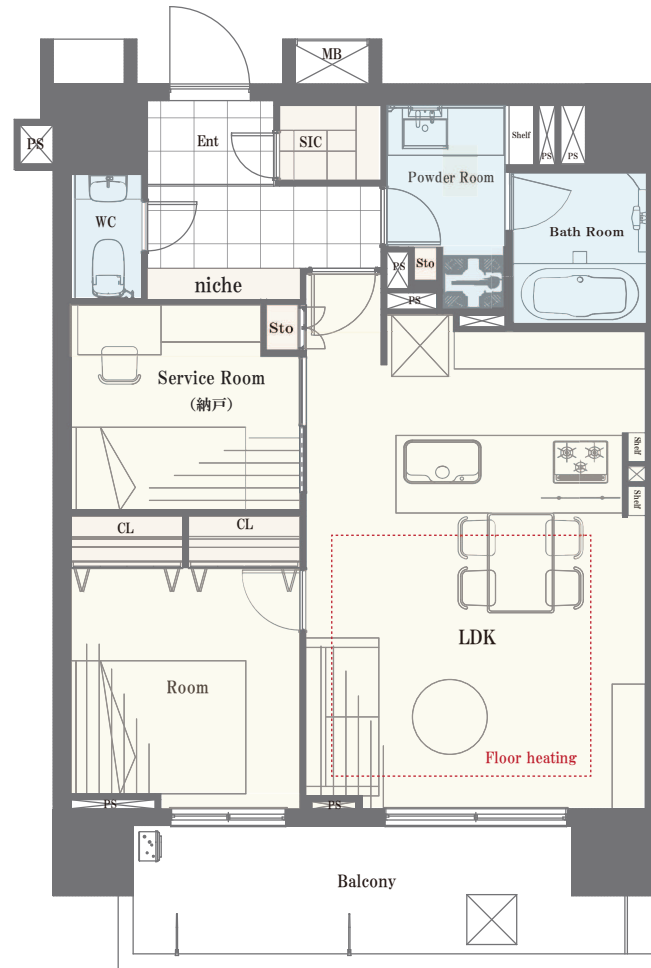 MB
PS
Ent
SIC
Shelf
PS
PS
Powder Room
WC
Bath Room
PS
Sto
niche
PS
Sto
Service Room
(納戸)
Shelf
Shelf
CL
CL
LDK
Room
Floor heating
PS
PS
Balcony